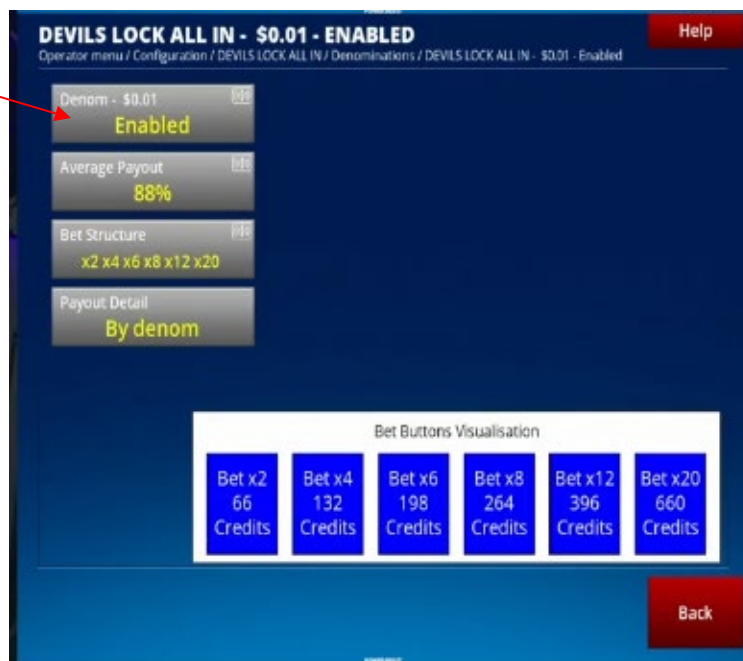 DEVILS LOCK ALL IN - $0.01 - ENABLED
Help
Operator menu / Configuration / DEVILS LOCK ALL IN / Denominations / DEVILS LOCK ALL IN - $0.01 - Enabled
Denom - $0.01
Enabled
Average Payout
88%
Bet Structure
x2 x4 x6 x8 x12 x20
Payout Detail
By denom
Bet Buttons Visualisation
Bet x2 Bet x4 Bet x6 Bet x8 Bet x12 Bet x20
66 132 198 264 396 660
Credits Credits Credits Credits Credits Credits
Back